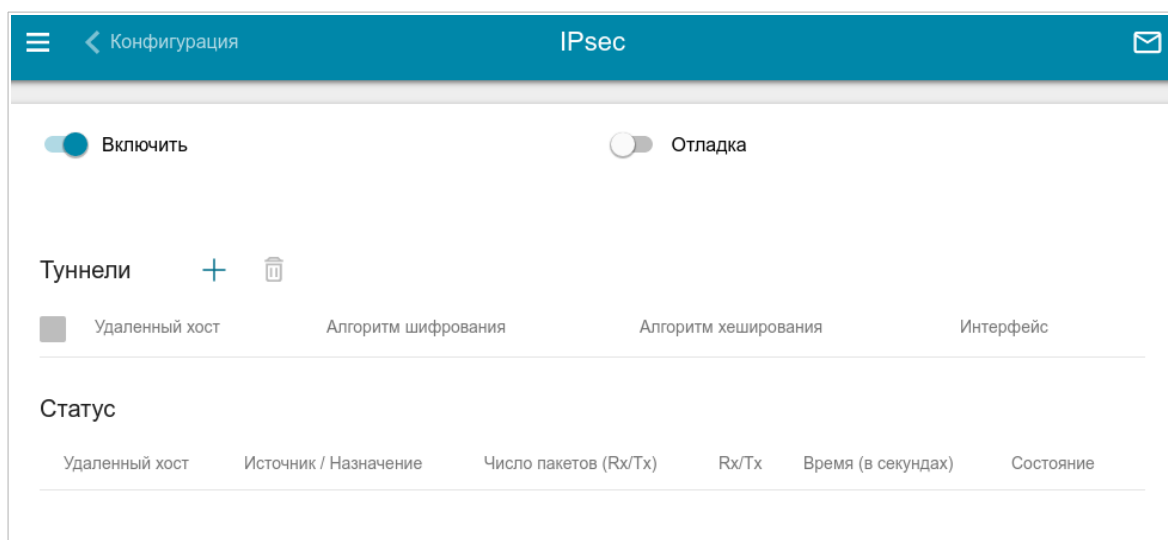 Конфигурация IPsec
Включить Отладка
Туннели
Удаленный хост Алгоритм шифрования Алгоритм хеширования Интерфейс
Статус
Удаленный хост Источник / Назначение Число пакетов (Rx/Tx) Rx/Tx Время (в секундах) Состояние